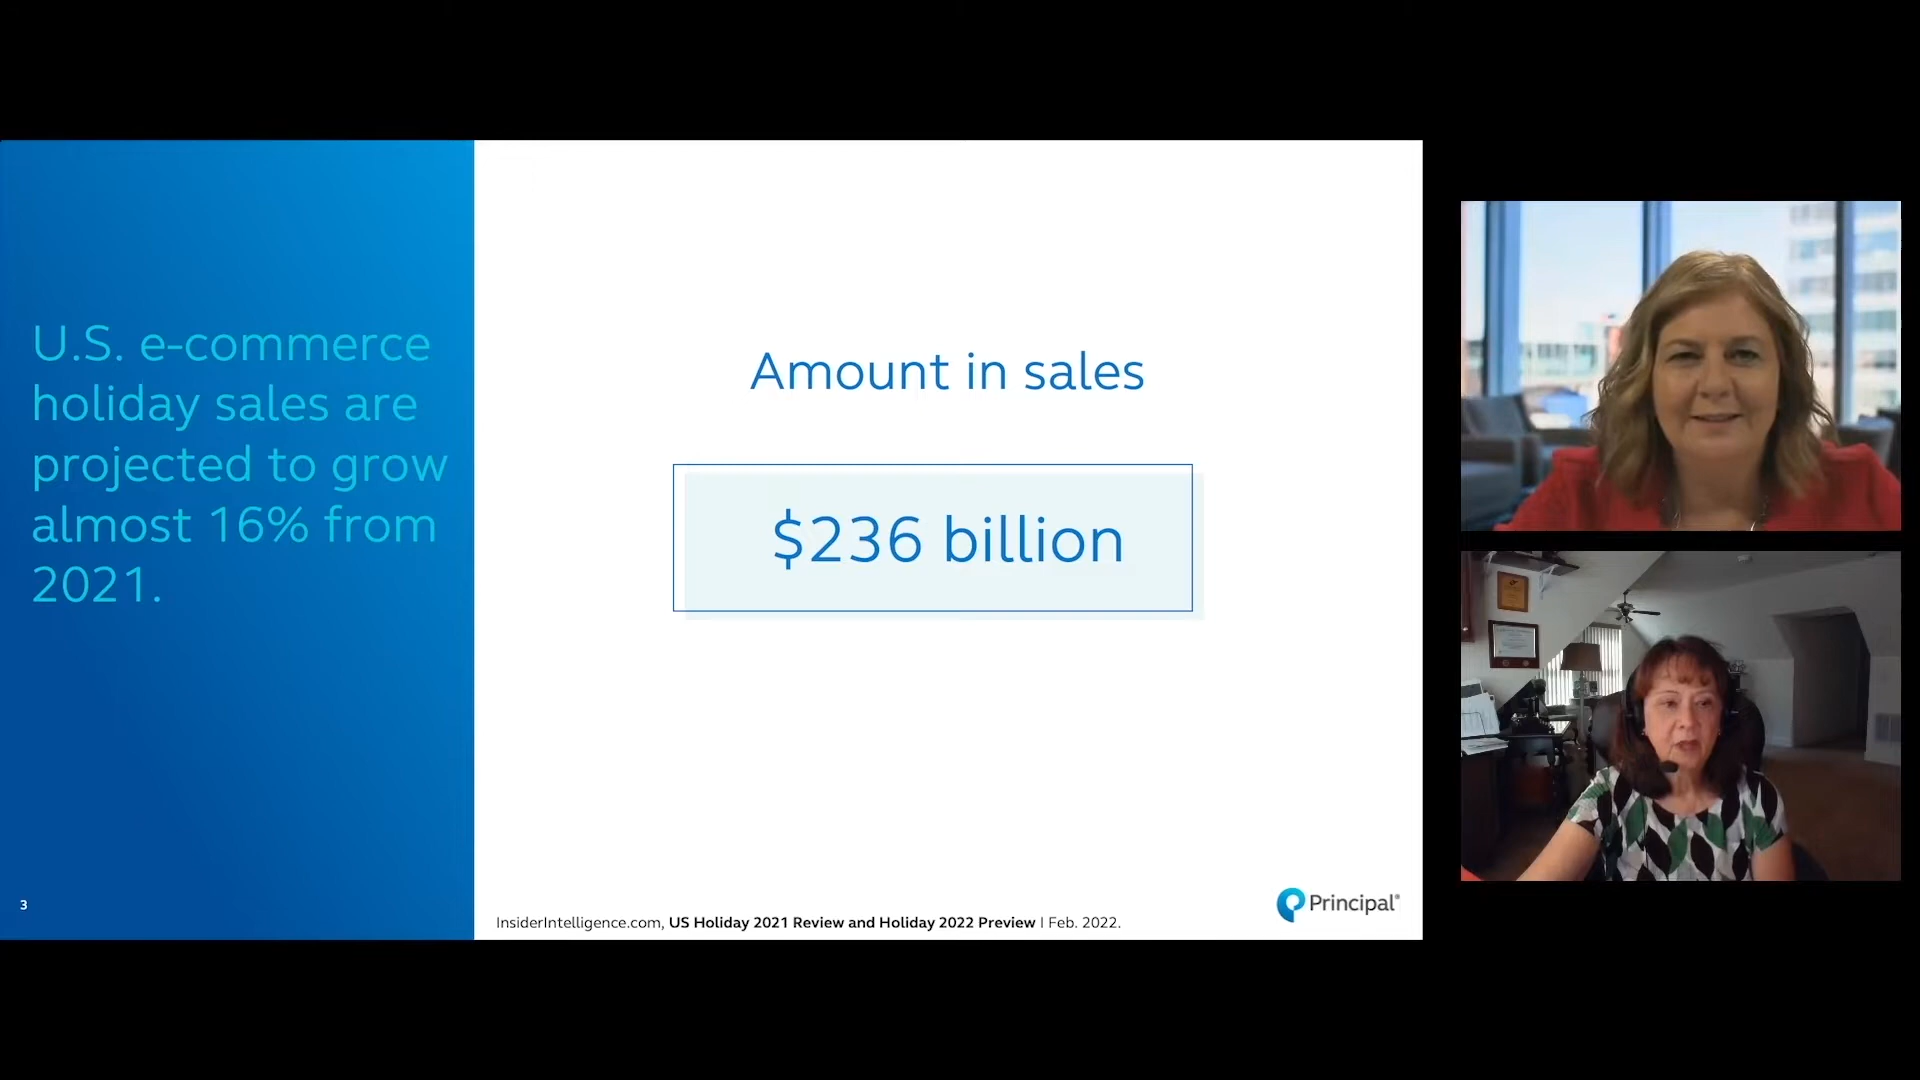 U.S. e-commerce
holiday sales are
projected to grow
almost 16% from
2021.
Amount in sales
$236 billion
3
InsiderIntelligence.com, US Holiday 2021 Review and Holiday 2022 Preview | Feb. 2022.
Principal®